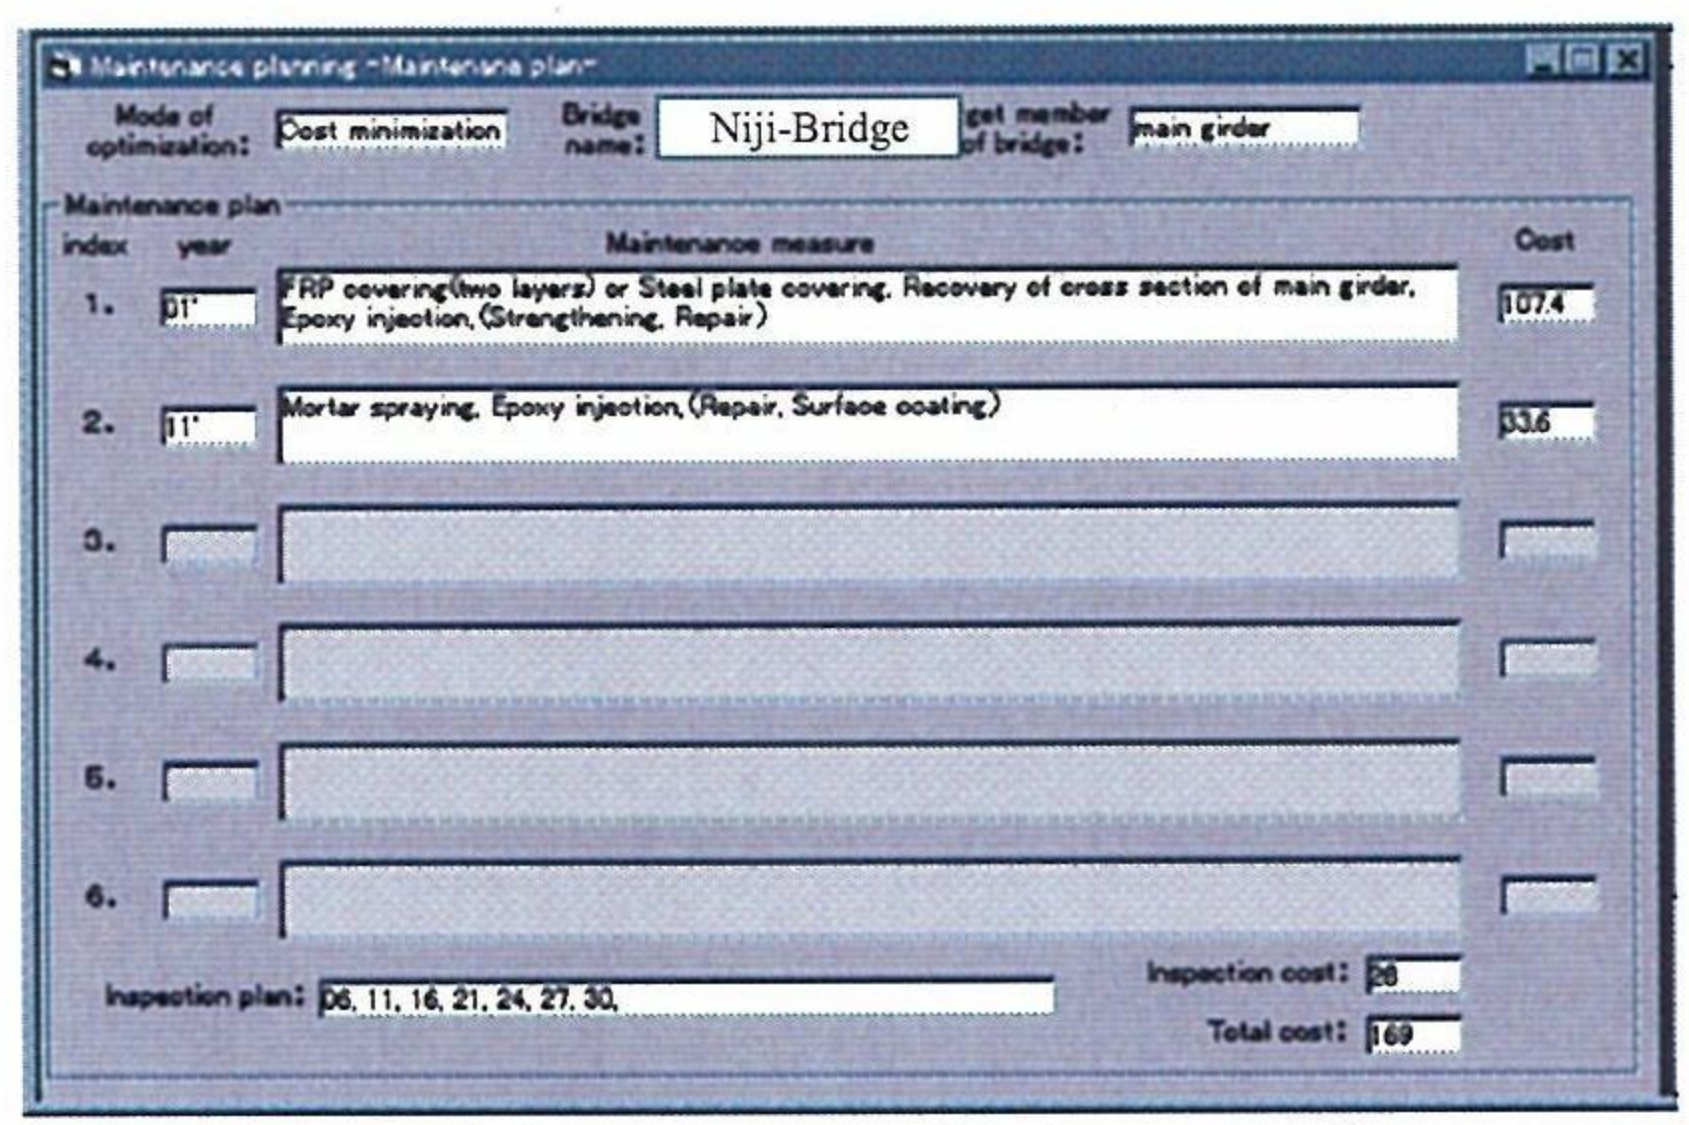 Maintenance planning -Maintenana plan-
Mode of optimization: Cost minimization Bridge name: Niji-Bridge get member of bridge: main girder
Maintenance plan
index year Maintenance measure Cost
1. 01' FRP covering(two layers) or Steel plate covering, Recovery of cross section of main girder, 107.4
Epoxy injection,(Strengthening, Repair)
2. 11' Mortar spraying, Epoxy injection,(Repair, Surface coating) 33.6
3.
4.
5.
6.
Inspection plan: 06, 11, 16, 21, 24, 27, 30, Inspection cost: 28
Total cost: 169